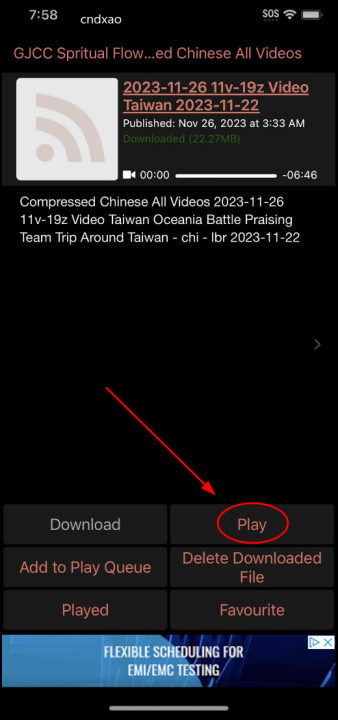 7:58
cndxao
SOS
GJCC Spritual Flow...ed Chinese All Videos
2023-11-26 11v-19z Video
Taiwan 2023-11-22
Published: Nov 26, 2023 at 3:33 AM
Downloaded (22.27MB)
00:00
-06:46
Compressed Chinese All Videos 2023-11-26
11v-19z Video Taiwan Oceania Battle Praising
Team Trip Around Taiwan - chi - lbr 2023-11-22
Download
Play
Add to Play Queue
Delete Downloaded
File
Played
Favourite
FLEXIBLE SCHEDULING FOR
EMI/EMC TESTING